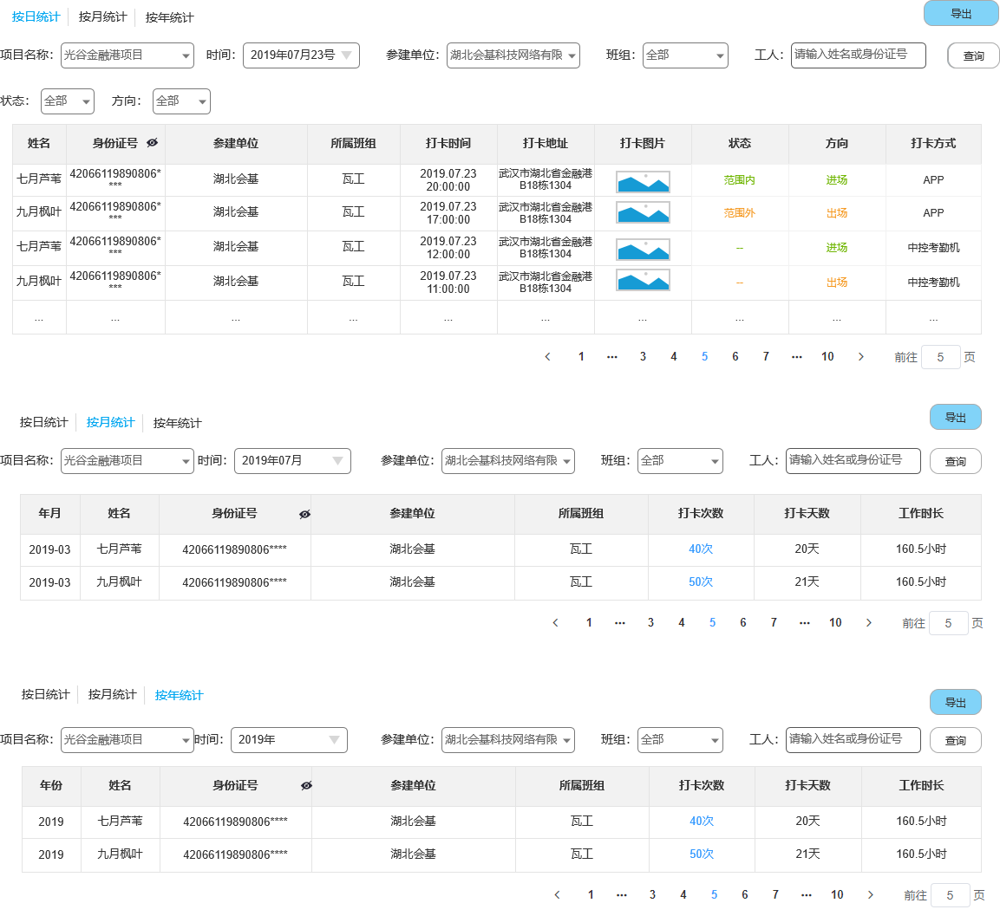 按日统计 按月统计 按年统计 导出
项目名称： 光谷金融港项目 时间： 2019年07月23号 参建单位： 湖北会基科技网络有限 班组： 全部 工人： 请输入姓名或身份证号 查询
状态： 全部 方向： 全部
姓名 身份证号 参建单位 所属班组 打卡时间 打卡地址 打卡图片 状态 方向 打卡方式
七月芦苇 42066119890806**** 湖北会基 瓦工 2019.07.23 20:00:00 武汉市湖北省金融港B18栋1304 范围内 进场 APP
九月枫叶 42066119890806**** 湖北会基 瓦工 2019.07.23 17:00:00 武汉市湖北省金融港B18栋1304 范围外 出场 APP
七月芦苇 42066119890806**** 湖北会基 瓦工 2019.07.23 12:00:00 武汉市湖北省金融港B18栋1304 -- 进场 中控考勤机
九月枫叶 42066119890806**** 湖北会基 瓦工 2019.07.23 11:00:00 武汉市湖北省金融港B18栋1304 -- 出场 中控考勤机
... ... ... ... ... ... ... ... ... ...
< 1 ... 3 4 5 6 7 ... 10 > 前往 5 页
按日统计 按月统计 按年统计 导出
项目名称： 光谷金融港项目 时间： 2019年07月 参建单位： 湖北会基科技网络有限 班组： 全部 工人： 请输入姓名或身份证号 查询
年月 姓名 身份证号 参建单位 所属班组 打卡次数 打卡天数 工作时长
2019-03 七月芦苇 42066119890806**** 湖北会基 瓦工 40次 20天 160.5小时
2019-03 九月枫叶 42066119890806**** 湖北会基 瓦工 50次 21天 160.5小时
< 1 ... 3 4 5 6 7 ... 10 > 前往 5 页
按日统计 按月统计 按年统计 导出
项目名称： 光谷金融港项目 时间： 2019年 参建单位： 湖北会基科技网络有限 班组： 全部 工人： 请输入姓名或身份证号 查询
年份 姓名 身份证号 参建单位 所属班组 打卡次数 打卡天数 工作时长
2019 七月芦苇 42066119890806**** 湖北会基 瓦工 40次 20天 160.5小时
2019 九月枫叶 42066119890806**** 湖北会基 瓦工 50次 21天 160.5小时
< 1 ... 3 4 5 6 7 ... 10 > 前往 5 页